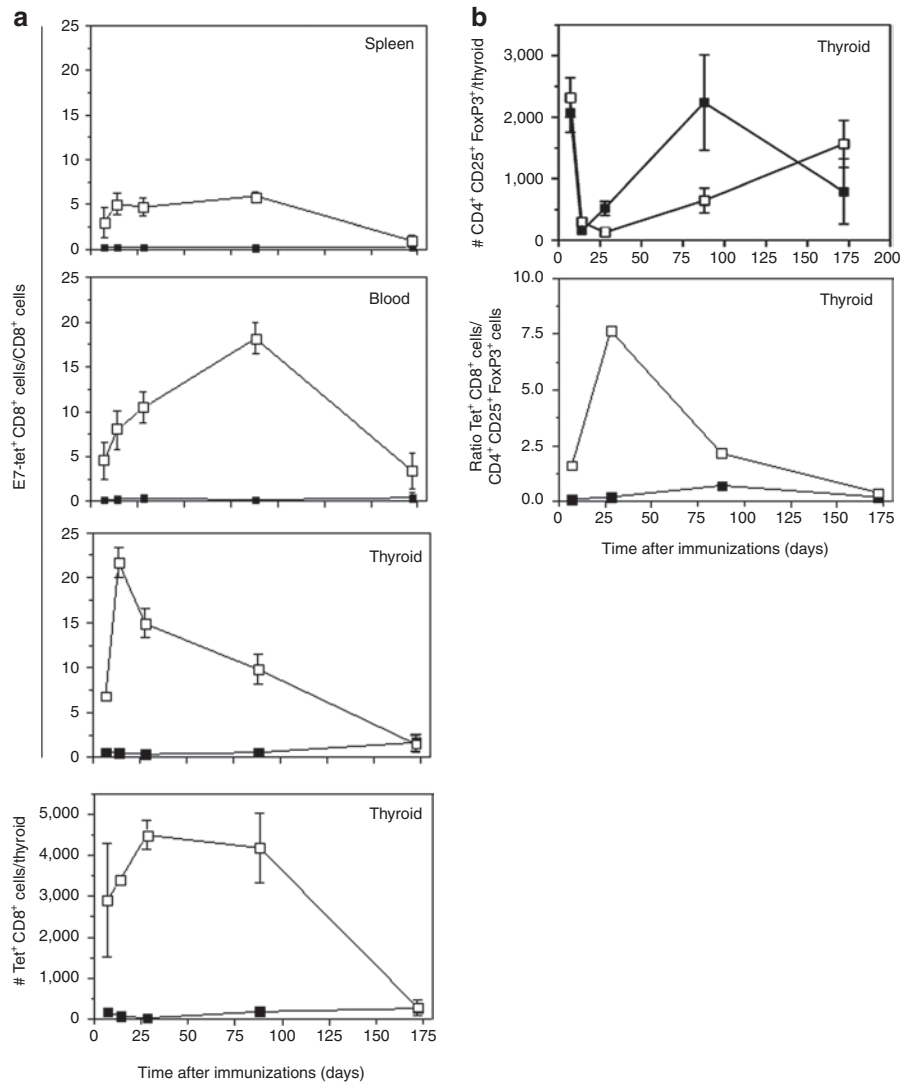 a
E7-tet⁺ CD8⁺ cells/CD8⁺ cells
Spleen
25
20
15
10
5
0
Blood
25
20
15
10
5
0
Thyroid
25
20
15
10
5
0
# Tet⁺ CD8⁺ cells/thyroid
Thyroid
5,000
4,000
3,000
2,000
1,000
0
0 25 50 75 100 125 150 175
Time after immunizations (days)
b
# CD4⁺ CD25⁺ FoxP3⁺/thyroid
Thyroid
3,000
2,000
1,000
0
0 25 50 75 100 125 150 175 200
Ratio Tet⁺ CD8⁺ cells/
CD4⁺ CD25⁺ FoxP3⁺ cells
Thyroid
10.0
7.5
5.0
2.5
0.0
0 25 50 75 100 125 150 175
Time after immunizations (days)